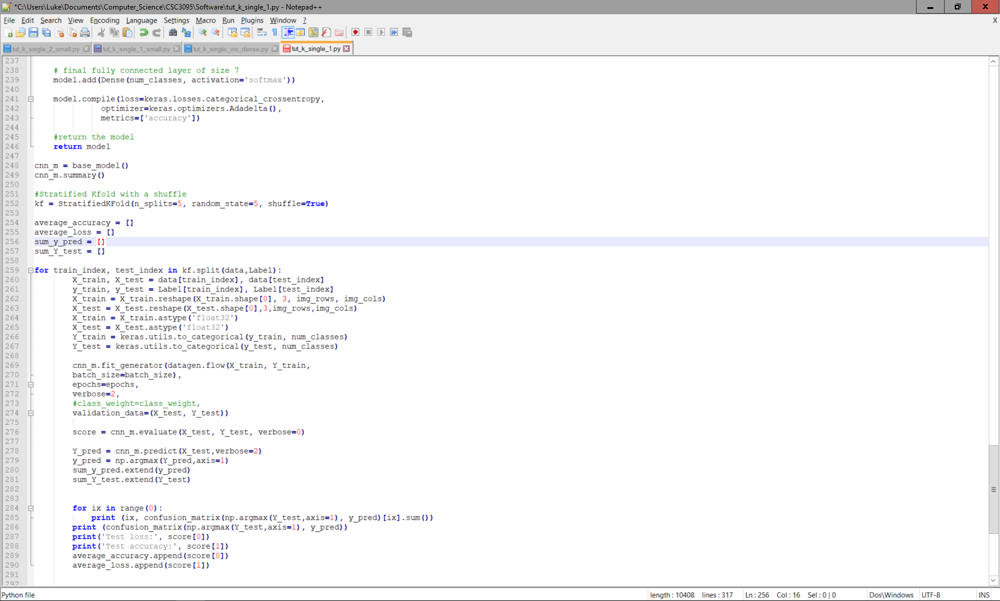 *C:\Users\Luke\Documents\Computer_Science\CSC3095\Software\tut_k_single_1.py - Notepad++
File Edit Search View Encoding Language Settings Macro Run Plugins Window ? X
tut_k_single_2_small.py tut_k_single_1_small.py tut_k_single_vis_dense.py tut_k_single_1.py
237
238 # final fully connected layer of size 7
239 model.add(Dense(num_classes, activation='softmax'))
240
241 model.compile(loss=keras.losses.categorical_crossentropy,
242 optimizer=keras.optimizers.Adadelta(),
243 metrics=['accuracy'])
244
245 #return the model
246 return model
247
248 cnn_m = base_model()
249 cnn_m.summary()
250
251 #Stratified Kfold with a shuffle
252 kf = StratifiedKFold(n_splits=5, random_state=5, shuffle=True)
253
254 average_accuracy = []
255 average_loss = []
256 sum_y_pred = []
257 sum_Y_test = []
258
259 for train_index, test_index in kf.split(data,Label):
260 X_train, X_test = data[train_index], data[test_index]
261 y_train, y_test = Label[train_index], Label[test_index]
262 X_train = X_train.reshape(X_train.shape[0], 3, img_rows, img_cols)
263 X_test = X_test.reshape(X_test.shape[0],3,img_rows,img_cols)
264 X_train = X_train.astype('float32')
265 X_test = X_test.astype('float32')
266 Y_train = keras.utils.to_categorical(y_train, num_classes)
267 Y_test = keras.utils.to_categorical(y_test, num_classes)
268
269 cnn_m.fit_generator(datagen.flow(X_train, Y_train,
270 batch_size=batch_size),
271 epochs=epochs,
272 verbose=2,
273 #class_weight=class_weight,
274 validation_data=(X_test, Y_test))
275
276 score = cnn_m.evaluate(X_test, Y_test, verbose=0)
277
278 Y_pred = cnn_m.predict(X_test,verbose=2)
279 y_pred = np.argmax(Y_pred,axis=1)
280 sum_y_pred.extend(y_pred)
281 sum_Y_test.extend(Y_test)
282
283
284 for ix in range(0):
285 print (ix, confusion_matrix(np.argmax(Y_test,axis=1), y_pred)[ix].sum())
286 print (confusion_matrix(np.argmax(Y_test,axis=1), y_pred))
287 print('Test loss:', score[0])
288 print('Test accuracy:', score[1])
289 average_accuracy.append(score[0])
290 average_loss.append(score[1])
291
292
Python file length : 10408 lines : 317 Ln : 256 Col : 16 Sel : 0 | 0 Dos\Windows UTF-8 INS